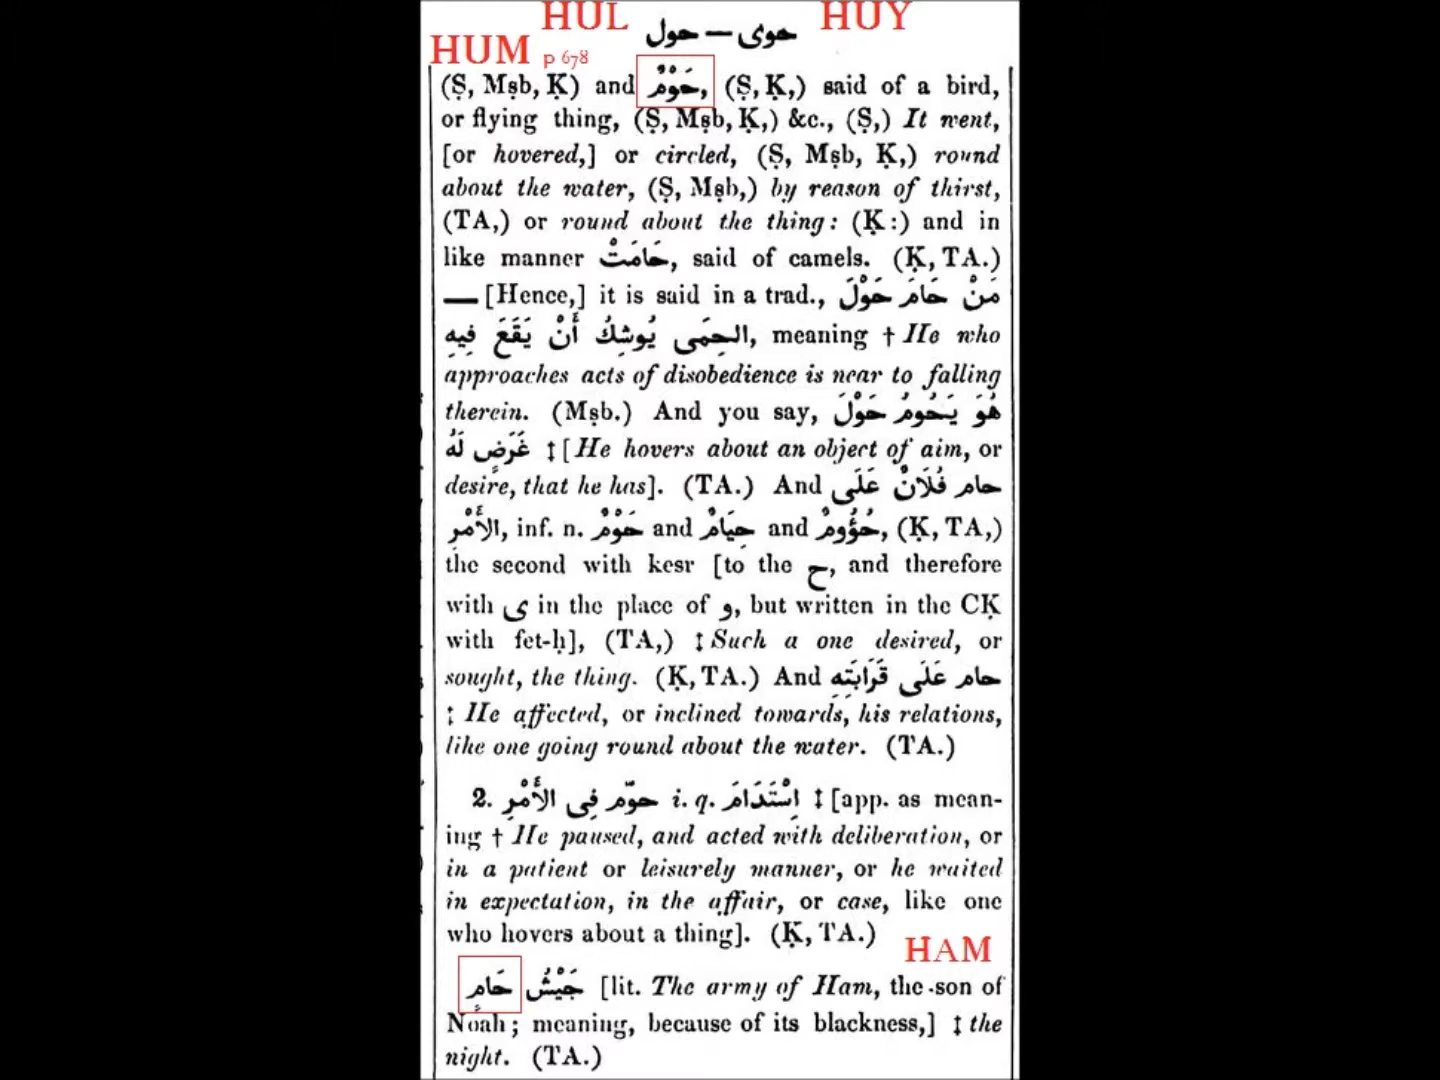 HUL حول — حوى HUY
HUM p 678
(Ṣ, Mṣb, Ḳ) and حَوْمٌ, (Ṣ, Ḳ,) said of a bird,
or flying thing, (Ṣ, Mṣb, Ḳ,) &c., (Ṣ,) It went,
[or hovered,] or circled, (Ṣ, Mṣb, Ḳ,) round
about the water, (Ṣ, Mṣb,) by reason of thirst,
(TA,) or round about the thing: (Ḳ:) and in
like manner حَامَتْ, said of camels. (Ḳ, TA.)
— [Hence,] it is said in a trad., مَنْ حَامَ حَوْلَ
الحِمَى يُوشِكُ أَنْ يَقَعَ فِيهِ, meaning † He who
approaches acts of disobedience is near to falling
therein. (Mṣb.) And you say, هُوَ يَحُومُ حَوْلَ
غَرَضٍ لَهُ ‡ [He hovers about an object of aim, or
desire, that he has]. (TA.) And حام فُلَانٌ عَلَى
الأَمْرِ, inf. n. حَوْمٌ and حِيَامٌ and حُؤُومٌ, (Ḳ, TA,)
the second with kesr [to the ح, and therefore
with ى in the place of و, but written in the CḲ
with fet-ḥ], (TA,) ‡ Such a one desired, or
sought, the thing. (Ḳ, TA.) And حام عَلَى قَرَابَتِهِ
‡ He affected, or inclined towards, his relations,
like one going round about the water. (TA.)
2. حوّم فِى الأَمْرِ i. q. اِسْتَدَامَ ‡ [app. as mean-
ing † He paused, and acted with deliberation, or
in a patient or leisurely manner, or he waited
in expectation, in the affair, or case, like one
who hovers about a thing]. (Ḳ, TA.)
HAM
جَيْشُ حَامٍ [lit. The army of Ham, the son of
Noah; meaning, because of its blackness,] ‡ the
night. (TA.)